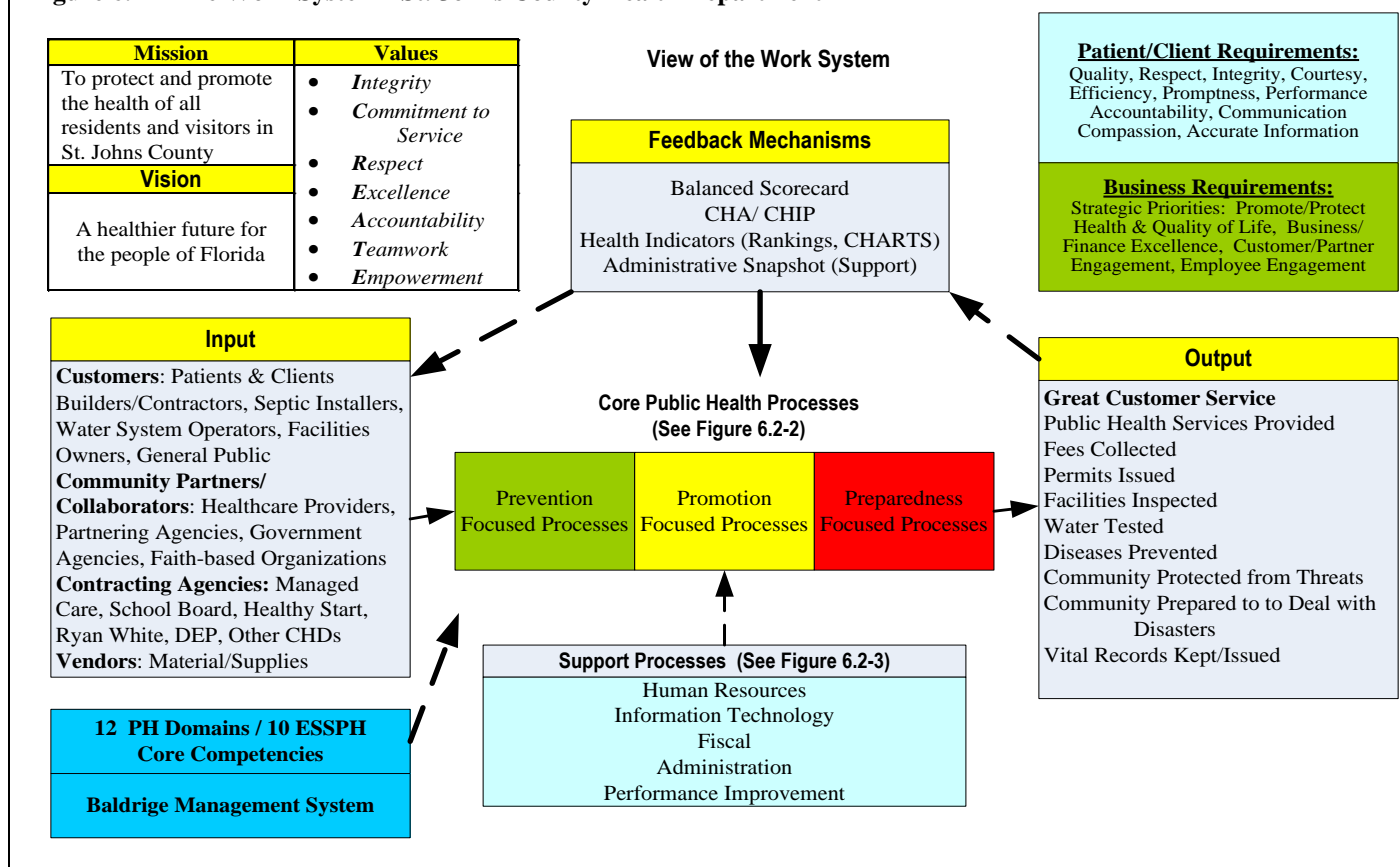 Mission
To protect and promote
the health of all
residents and visitors in
St. Johns County
Vision
A healthier future for
the people of Florida
Values
• Integrity
• Commitment to
Service
• Respect
• Excellence
• Accountability
• Teamwork
• Empowerment
View of the Work System
Feedback Mechanisms
Balanced Scorecard
CHA/ CHIP
Health Indicators (Rankings, CHARTS)
Administrative Snapshot (Support)
Patient/Client Requirements:
Quality, Respect, Integrity, Courtesy,
Efficiency, Promptness, Performance
Accountability, Communication
Compassion, Accurate Information
Business Requirements:
Strategic Priorities: Promote/Protect
Health & Quality of Life, Business/
Finance Excellence, Customer/Partner
Engagement, Employee Engagement
Input
Customers: Patients & Clients
Builders/Contractors, Septic Installers,
Water System Operators, Facilities
Owners, General Public
Community Partners/
Collaborators: Healthcare Providers,
Partnering Agencies, Government
Agencies, Faith-based Organizations
Contracting Agencies: Managed
Care, School Board, Healthy Start,
Ryan White, DEP, Other CHDs
Vendors: Material/Supplies
Core Public Health Processes
(See Figure 6.2-2)
Prevention
Focused Processes
Promotion
Focused Processes
Preparedness
Focused Processes
Output
Great Customer Service
Public Health Services Provided
Fees Collected
Permits Issued
Facilities Inspected
Water Tested
Diseases Prevented
Community Protected from Threats
Community Prepared to to Deal with
Disasters
Vital Records Kept/Issued
12 PH Domains / 10 ESSPH
Core Competencies
Baldrige Management System
Support Processes (See Figure 6.2-3)
Human Resources
Information Technology
Fiscal
Administration
Performance Improvement